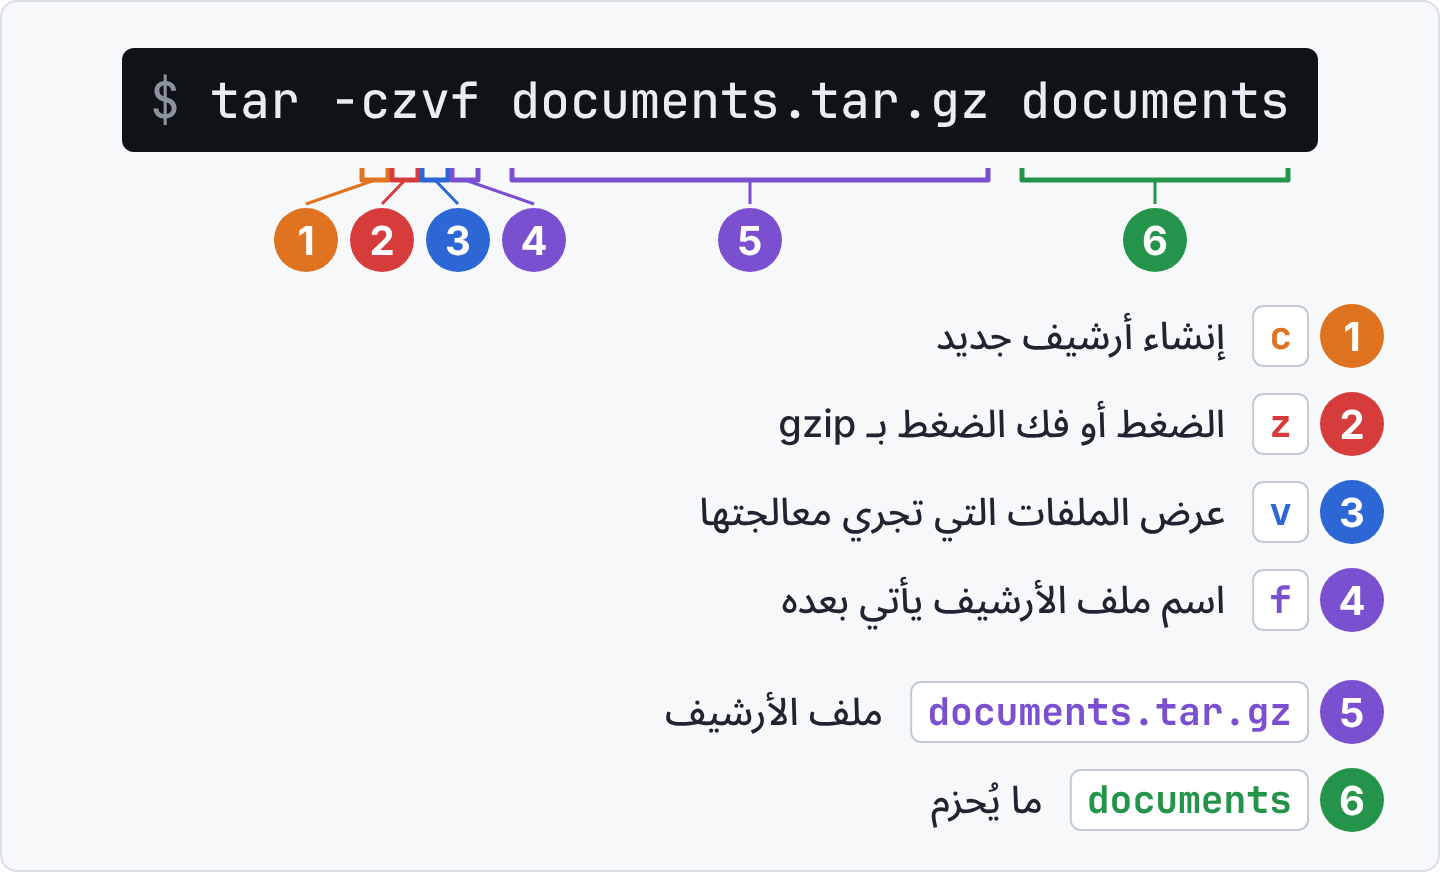 $ tar -czvf documents.tar.gz documents
1 2 3 4 5 6
1 c إنشاء أرشيف جديد
2 z الضغط أو فك الضغط بـ gzip
3 v عرض الملفات التي تجري معالجتها
4 f اسم ملف الأرشيف يأتي بعده
5 documents.tar.gz ملف الأرشيف
6 documents ما يُحزم